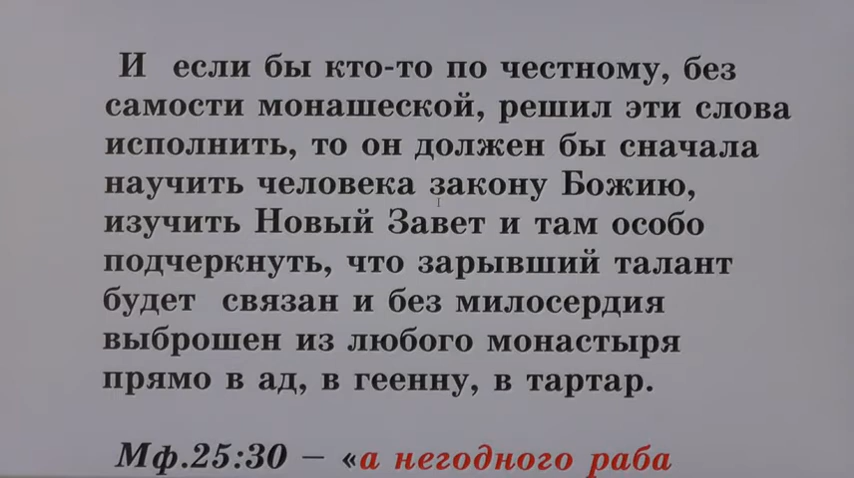 И если бы кто-то по честному, без
самости монашеской, решил эти слова
исполнить, то он должен бы сначала
научить человека закону Божию,
изучить Новый Завет и там особо
подчеркнуть, что зарывший талант
будет связан и без милосердия
выброшен из любого монастыря
прямо в ад, в геенну, в тартар.
Мф.25:30 – «а негодного раба